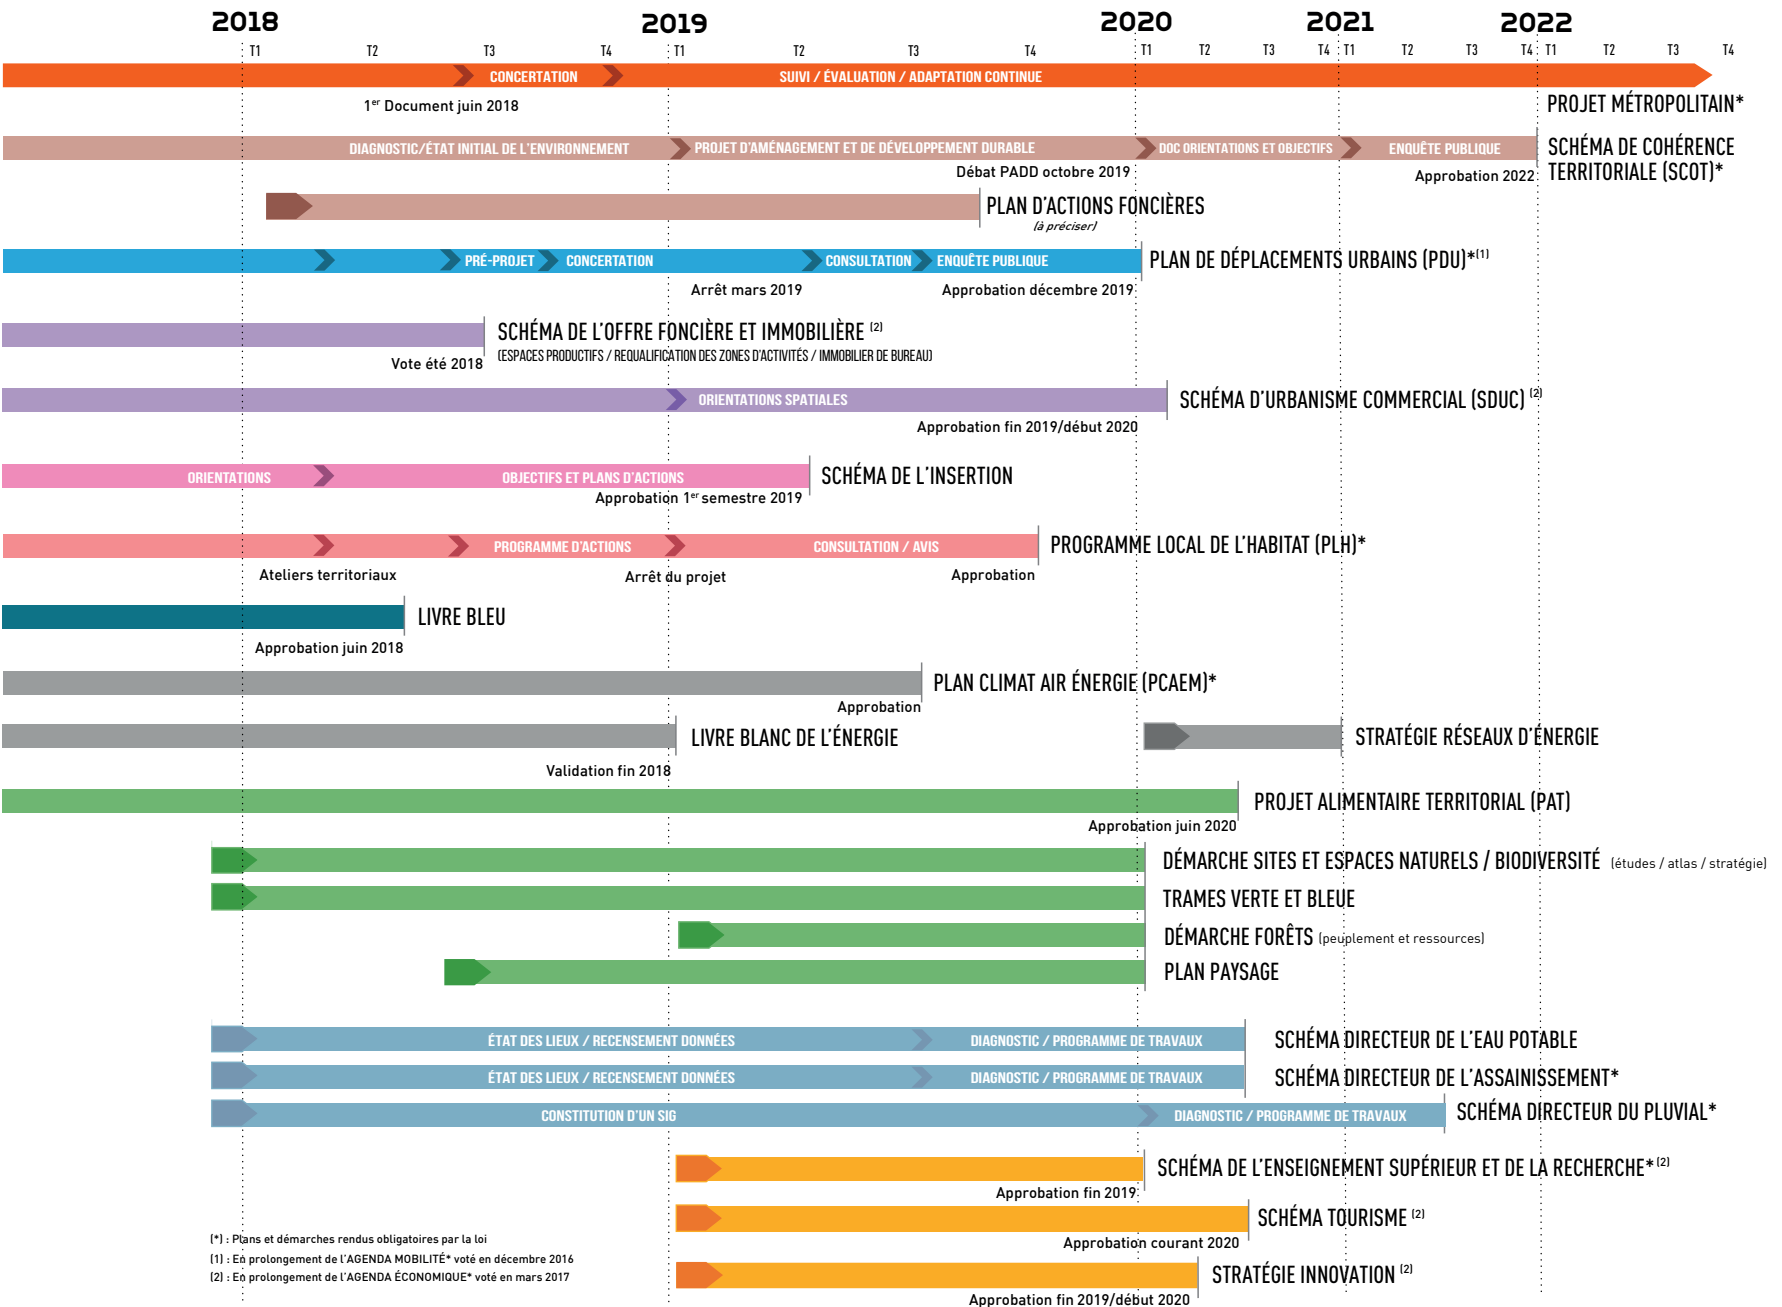 2018 2019 2020 2021 2022
T1 T2 T3 T4 T1 T2 T3 T4 T1 T2 T3 T4 T1 T2 T3 T4 T1 T2 T3 T4
CONCERTATION SUIVI / ÉVALUATION / ADAPTATION CONTINUE
1er Document juin 2018
PROJET MÉTROPOLITAIN*
DIAGNOSTIC/ÉTAT INITIAL DE L'ENVIRONNEMENT PROJET D'AMÉNAGEMENT ET DE DÉVELOPPEMENT DURABLE DOC ORIENTATIONS ET OBJECTIFS ENQUÊTE PUBLIQUE
SCHÉMA DE COHÉRENCE
TERRITORIALE (SCOT)*
Débat PADD octobre 2019
Approbation 2022
PLAN D'ACTIONS FONCIÈRES
(à préciser)
PRÉ-PROJET CONCERTATION CONSULTATION ENQUÊTE PUBLIQUE
PLAN DE DÉPLACEMENTS URBAINS (PDU)*(1)
Arrêt mars 2019
Approbation décembre 2019
SCHÉMA DE L'OFFRE FONCIÈRE ET IMMOBILIÈRE (2)
(ESPACES PRODUCTIFS / REQUALIFICATION DES ZONES D'ACTIVITÉS / IMMOBILIER DE BUREAU)
Vote été 2018
ORIENTATIONS SPATIALES
SCHÉMA D'URBANISME COMMERCIAL (SDUC) (2)
Approbation fin 2019/début 2020
ORIENTATIONS OBJECTIFS ET PLANS D'ACTIONS
SCHÉMA DE L'INSERTION
Approbation 1er semestre 2019
PROGRAMME D'ACTIONS CONSULTATION / AVIS
PROGRAMME LOCAL DE L'HABITAT (PLH)*
Ateliers territoriaux
Arrêt du projet
Approbation
LIVRE BLEU
Approbation juin 2018
PLAN CLIMAT AIR ÉNERGIE (PCAEM)*
Approbation
LIVRE BLANC DE L'ÉNERGIE
STRATÉGIE RÉSEAUX D'ÉNERGIE
Validation fin 2018
PROJET ALIMENTAIRE TERRITORIAL (PAT)
Approbation juin 2020
DÉMARCHE SITES ET ESPACES NATURELS / BIODIVERSITÉ (études / atlas / stratégie)
TRAMES VERTE ET BLEUE
DÉMARCHE FORÊTS (peuplement et ressources)
PLAN PAYSAGE
ÉTAT DES LIEUX / RECENSEMENT DONNÉES DIAGNOSTIC / PROGRAMME DE TRAVAUX
SCHÉMA DIRECTEUR DE L'EAU POTABLE
ÉTAT DES LIEUX / RECENSEMENT DONNÉES DIAGNOSTIC / PROGRAMME DE TRAVAUX
SCHÉMA DIRECTEUR DE L'ASSAINISSEMENT*
CONSTITUTION D'UN SIG DIAGNOSTIC / PROGRAMME DE TRAVAUX
SCHÉMA DIRECTEUR DU PLUVIAL*
SCHÉMA DE L'ENSEIGNEMENT SUPÉRIEUR ET DE LA RECHERCHE* (2)
Approbation fin 2019
SCHÉMA TOURISME (2)
Approbation courant 2020
STRATÉGIE INNOVATION (2)
Approbation fin 2019/début 2020
(*) : Plans et démarches rendus obligatoires par la loi
(1) : En prolongement de l'AGENDA MOBILITÉ* voté en décembre 2016
(2) : En prolongement de l'AGENDA ÉCONOMIQUE* voté en mars 2017